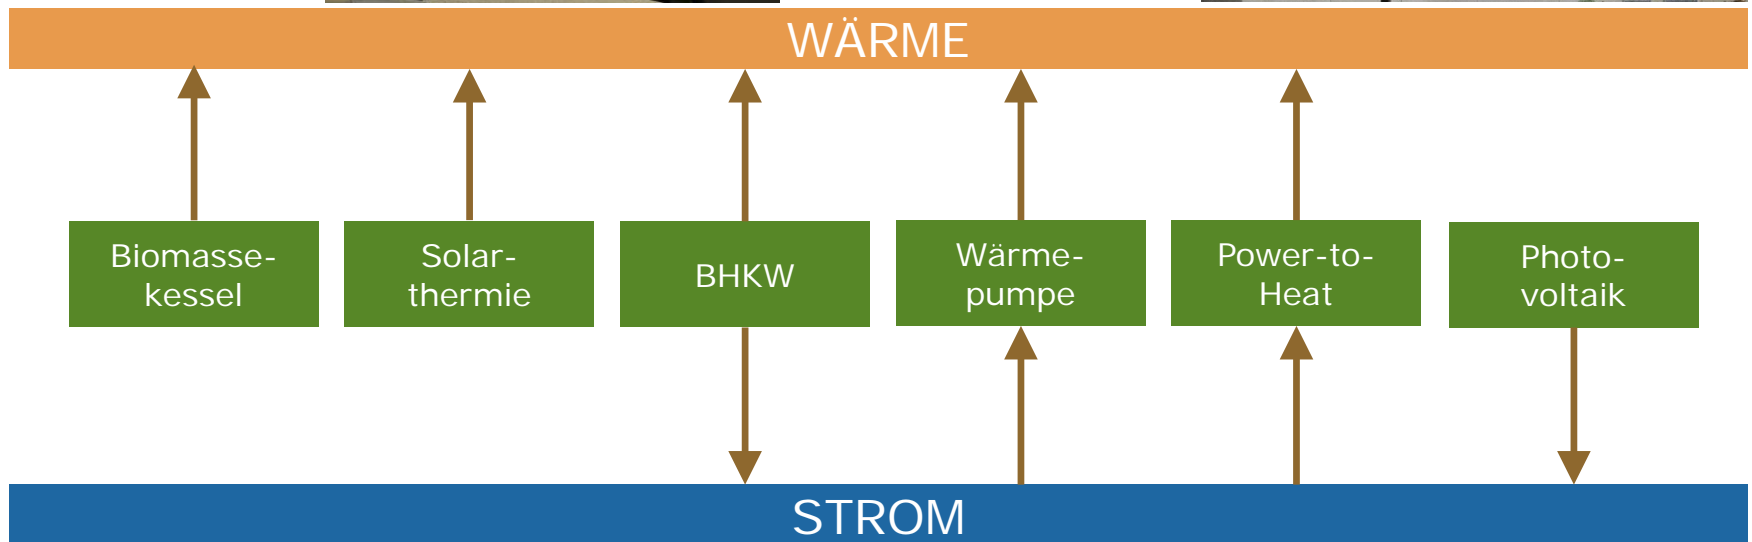 WÄRME
Biomasse-
kessel
Solar-
thermie
BHKW
Wärme-
pumpe
Power-to-
Heat
Photo-
voltaik
STROM